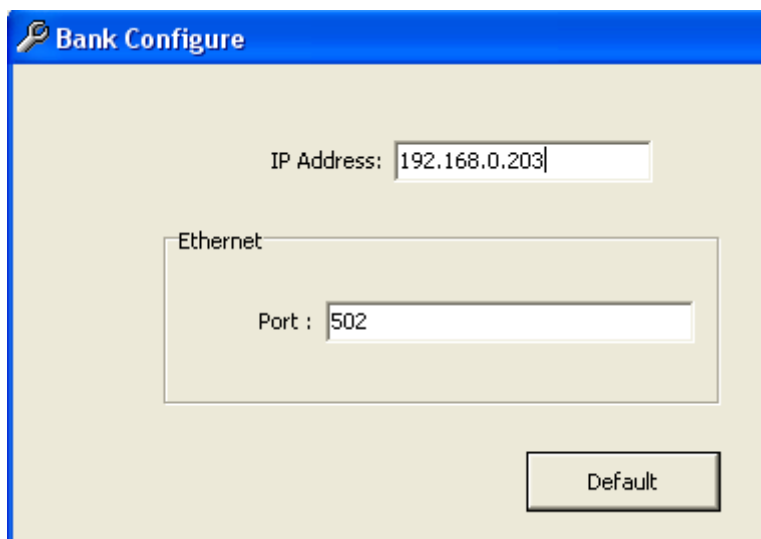 Bank Configure
IP Address: 192.168.0.203
Ethernet
Port : 502
Default